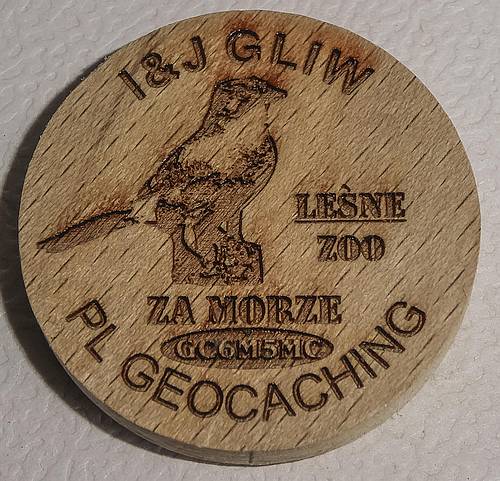 I&J GLIW
LEŚNE
ZOO
ZA MORZE
GC6M5MC
PL GEOCACHING